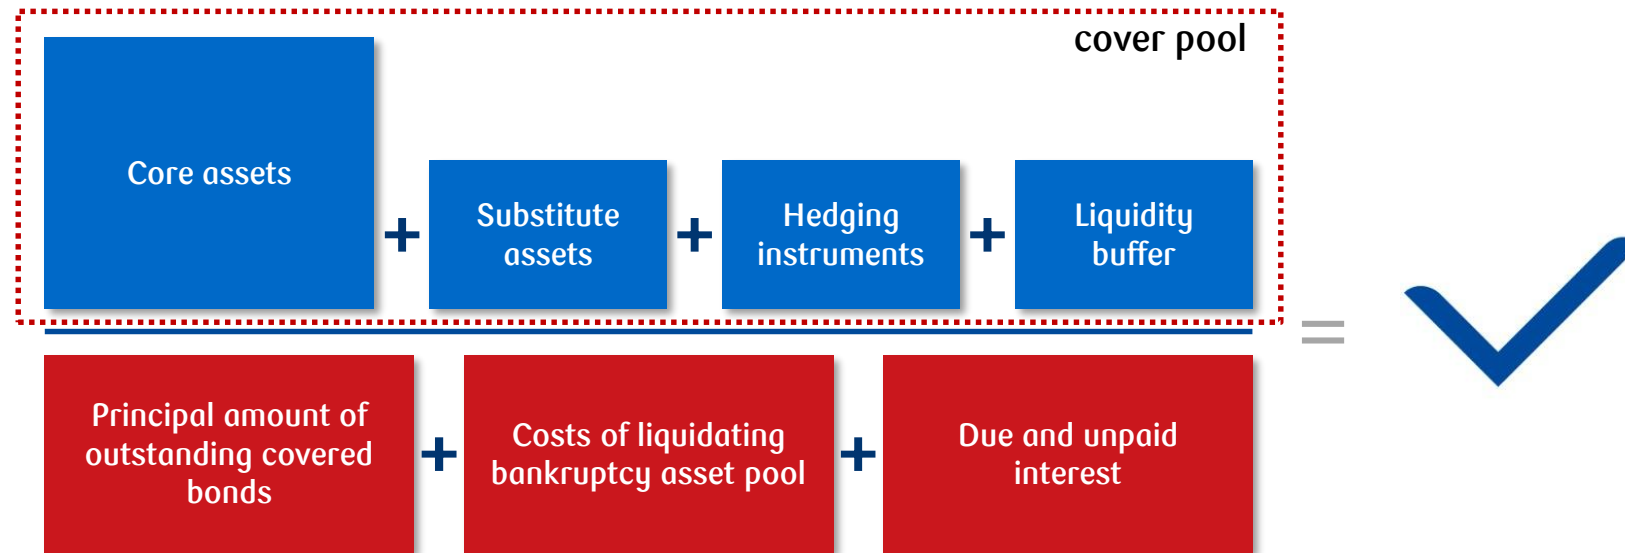 cover pool
Core assets
+
Substitute
assets
+
Hedging
instruments
+
Liquidity
buffer
=
Principal amount of
outstanding covered
bonds
+
Costs of liquidating
bankruptcy asset pool
+
Due and unpaid
interest